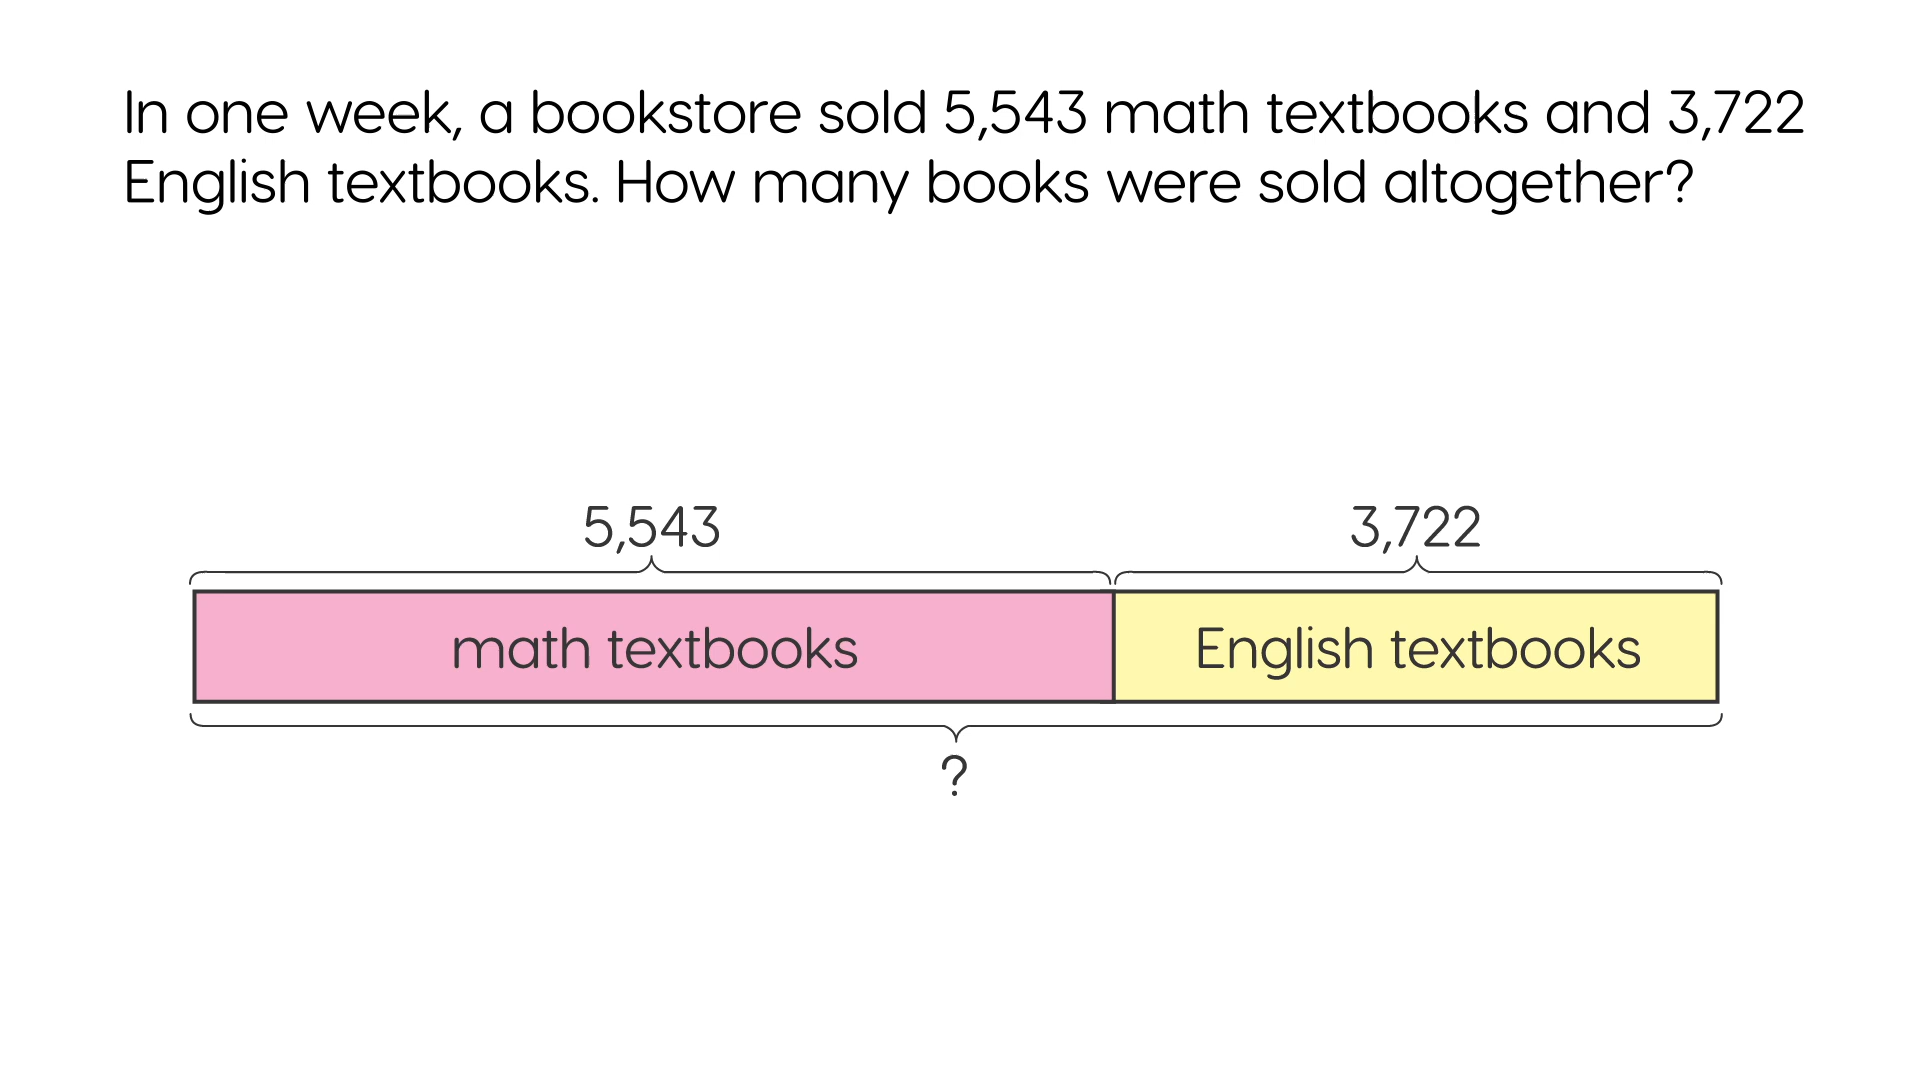 In one week, a bookstore sold 5,543 math textbooks and 3,722
English textbooks. How many books were sold altogether?
5,543
3,722
math textbooks
English textbooks
?